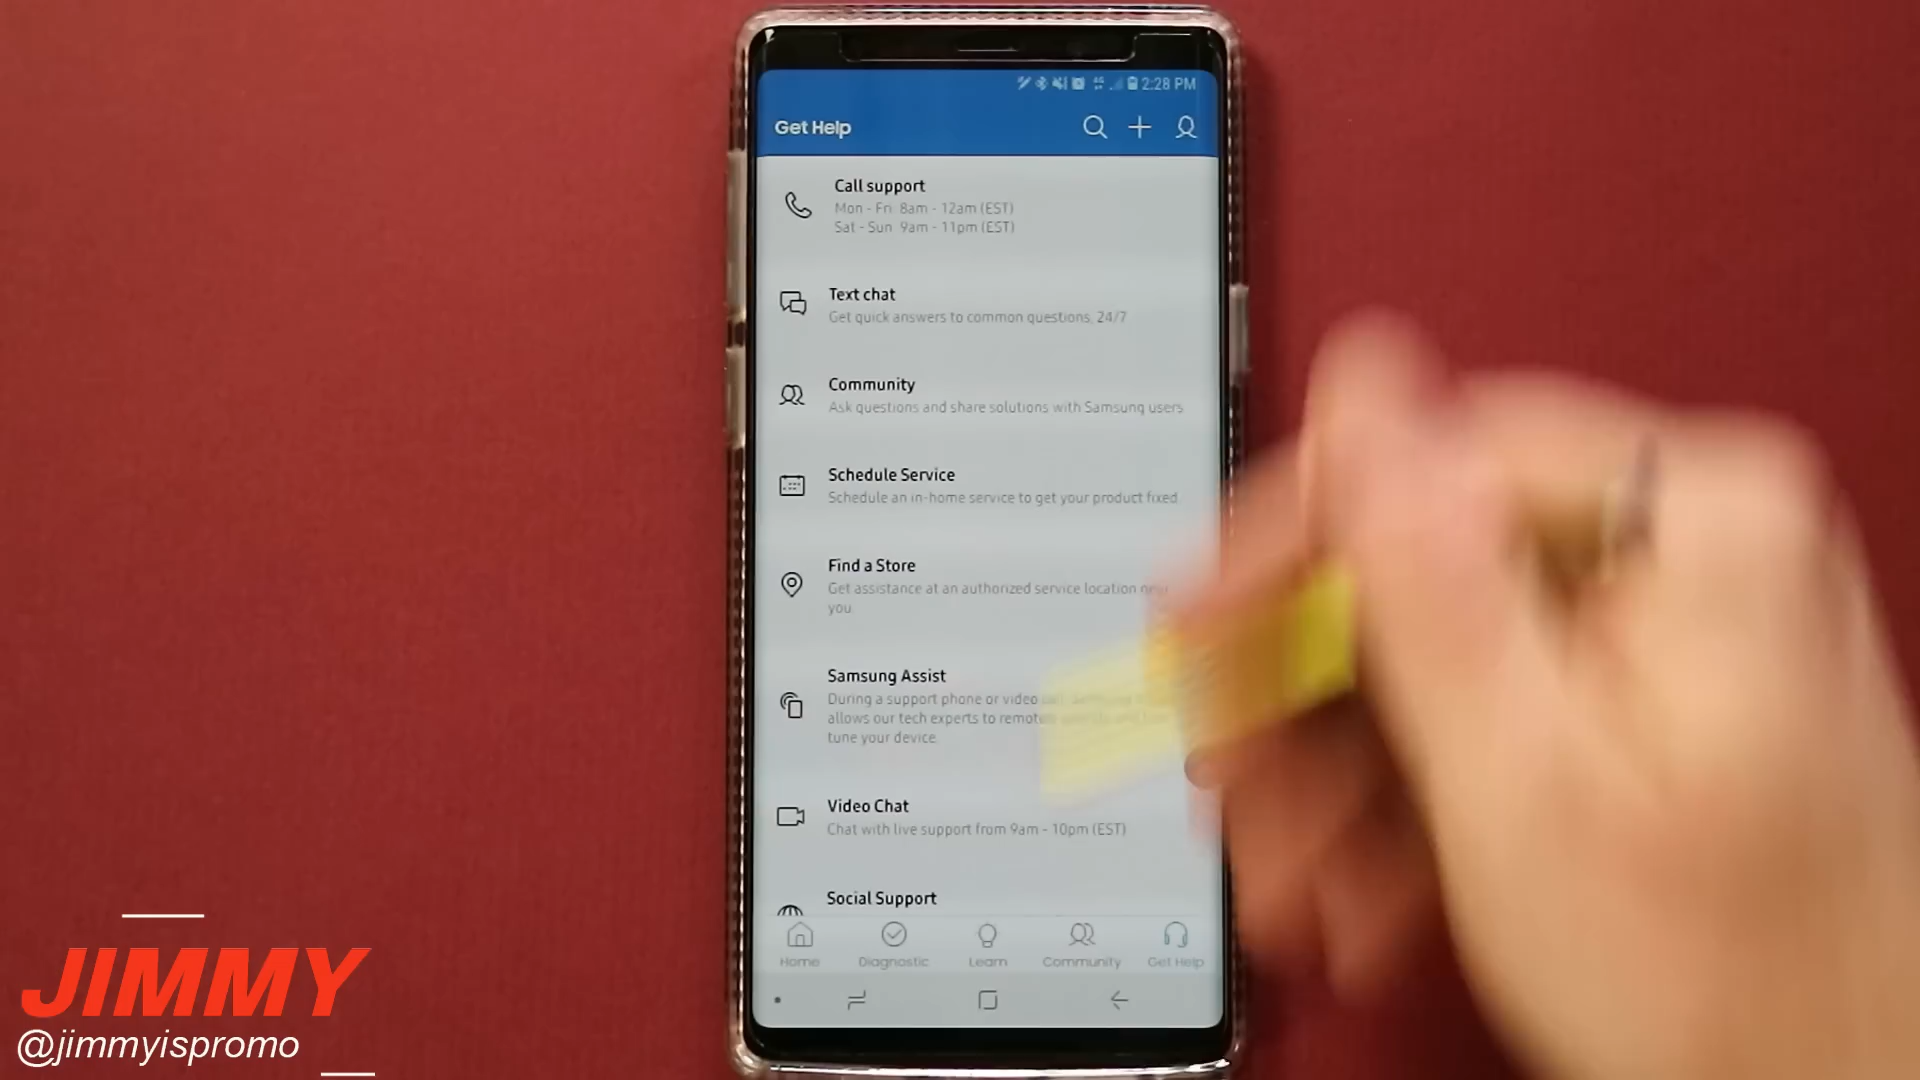 2:28 PM
Get Help
Call support
Mon - Fri 8am - 12am (EST)
Sat - Sun 9am - 11pm (EST)
Text chat
Get quick answers to common questions, 24/7
Community
Ask questions and share solutions with Samsung users
Schedule Service
Schedule an in-home service to get your product fixed
Find a Store
Get assistance at an authorized service location near
you
Samsung Assist
During a support phone or video
allows our tech experts to remotely
tune your device
Video Chat
Chat with live support from 9am - 10pm (EST)
Social Support
Home
Diagnostic
Learn
Community
Get Help
JIMMY
@jimmyispromo